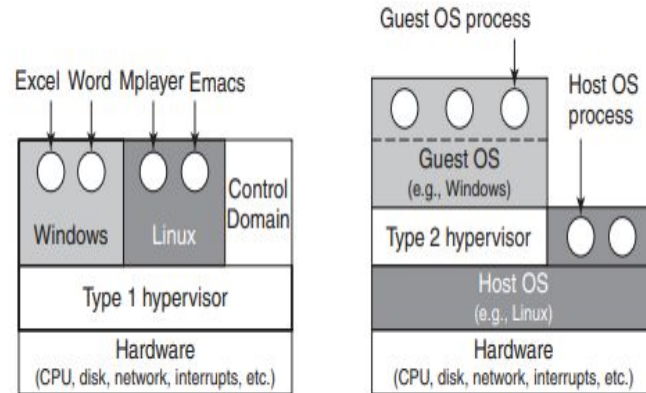 Excel Word Mplayer Emacs
Windows
Linux
Control
Domain
Type 1 hypervisor
Hardware
(CPU, disk, network, interrupts, etc.)
Guest OS process
Host OS
process
Guest OS
(e.g., Windows)
Type 2 hypervisor
Host OS
(e.g., Linux)
Hardware
(CPU, disk, network, interrupts, etc.)